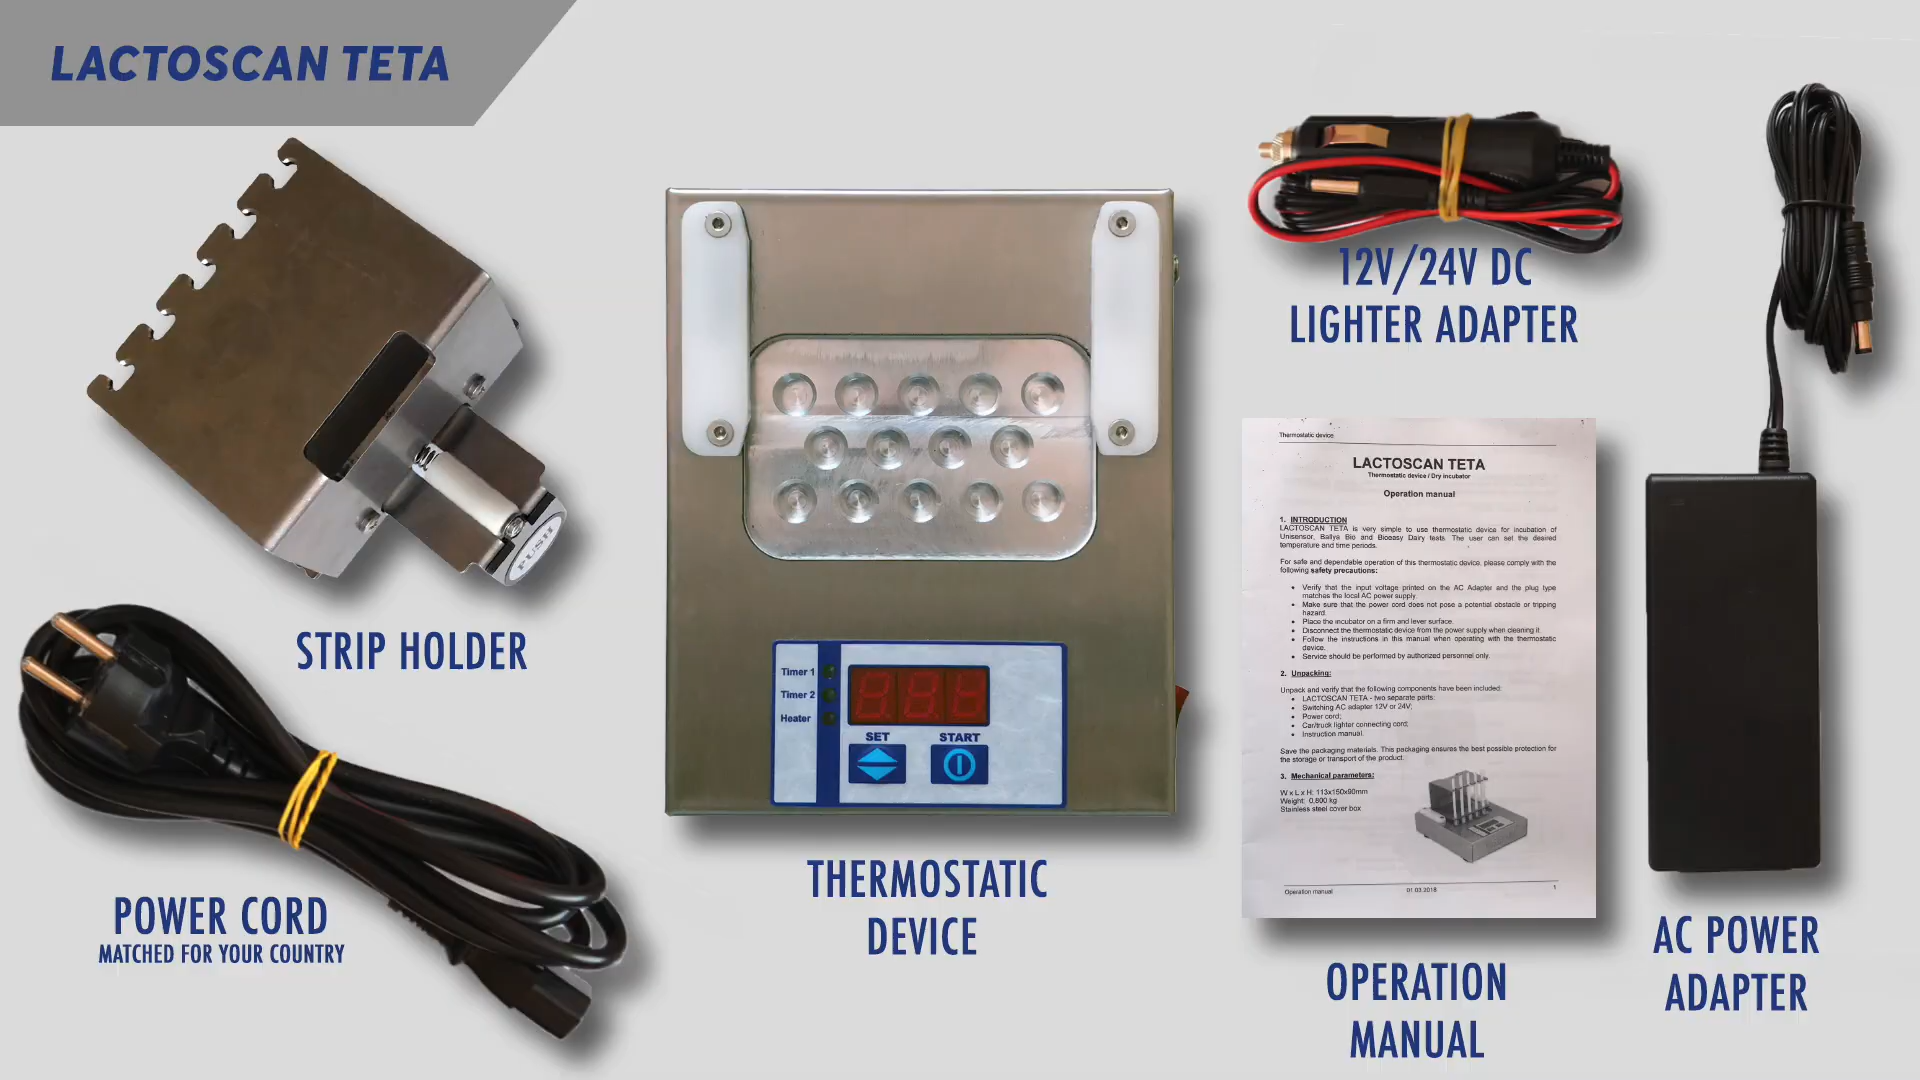 LACTOSCAN TETA
STRIP HOLDER
PUSH
POWER CORD
MATCHED FOR YOUR COUNTRY
Timer 1
Timer 2
Heater
SET
START
THERMOSTATIC
DEVICE
12V/24V DC
LIGHTER ADAPTER
Thermostatic device
LACTOSCAN TETA
Thermostatic device / Dry incubator
Operation manual
1. INTRODUCTION
LACTOSCAN TETA is very simple to use thermostatic device for incubation of
Unisensor, Ballya Bio and Bioeasy Dairy tests. The user can set the desired
temperature and time periods.
For safe and dependable operation of this thermostatic device, please comply with the
following safety precautions:
• Verify that the input voltage printed on the AC Adapter and the plug type
matches the local AC power supply.
• Make sure that the power cord does not pose a potential obstacle or tripping
hazard.
• Place the incubator on a firm and lever surface.
• Disconnect the thermostatic device from the power supply when cleaning it
• Follow the instructions in this manual when operating with the thermostatic
device.
• Service should be performed by authorized personnel only.
2. Unpacking:
Unpack and verify that the following components have been included:
• LACTOSCAN TETA - two separate parts;
• Switching AC adapter 12V or 24V;
• Power cord;
• Car/truck lighter connecting cord;
• Instruction manual.
Save the packaging materials. This packaging ensures the best possible protection for
the storage or transport of the product.
3. Mechanical parameters:
W x L x H: 113x150x90mm
Weight: 0,800 kg
Stainless steel cover box
Operation manual
01.03.2018
1
OPERATION
MANUAL
AC POWER
ADAPTER